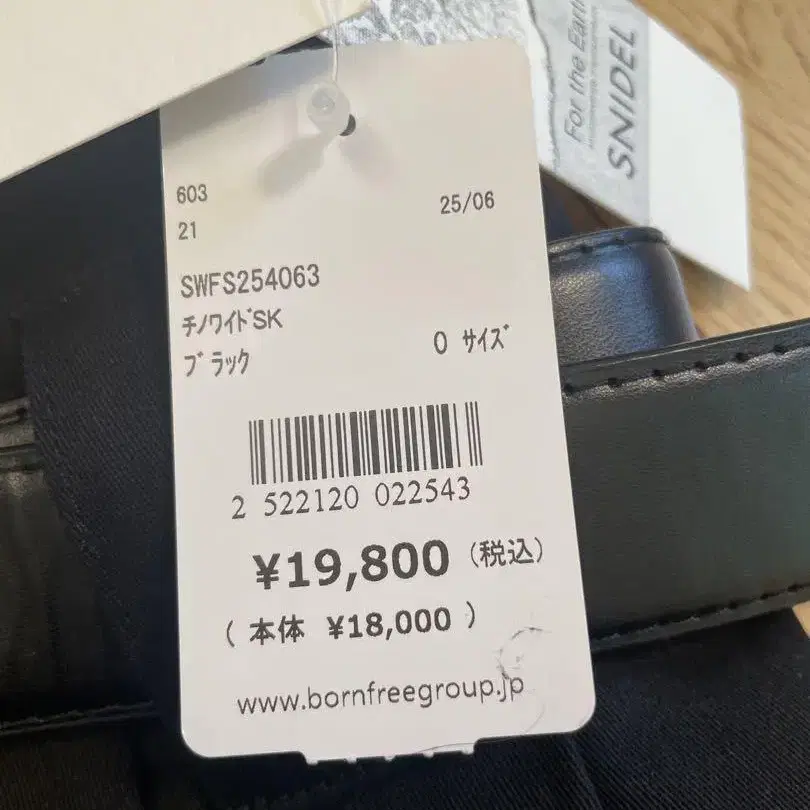 For the Earth
SNIDEL
603
25/06
21
SWFS254063
ﾁﾉﾜｲﾄﾞSK
ﾌﾞﾗｯｸ
0 ｻｲｽﾞ
2 522120 022543
¥19,800 (税込)
( 本体 ¥18,000 )
www.bornfreegroup.jp